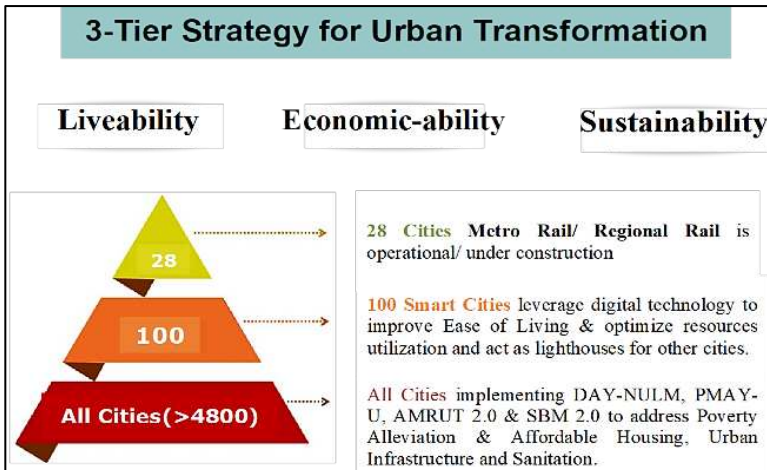 3-Tier Strategy for Urban Transformation
Liveability
Economic-ability
Sustainability
28
100
All Cities(>4800)
28 Cities Metro Rail/ Regional Rail is
operational/ under construction
100 Smart Cities leverage digital technology to
improve Ease of Living & optimize resources
utilization and act as lighthouses for other cities.
All Cities implementing DAY-NULM, PMAY-
U, AMRUT 2.0 & SBM 2.0 to address Poverty
Alleviation & Affordable Housing, Urban
Infrastructure and Sanitation.